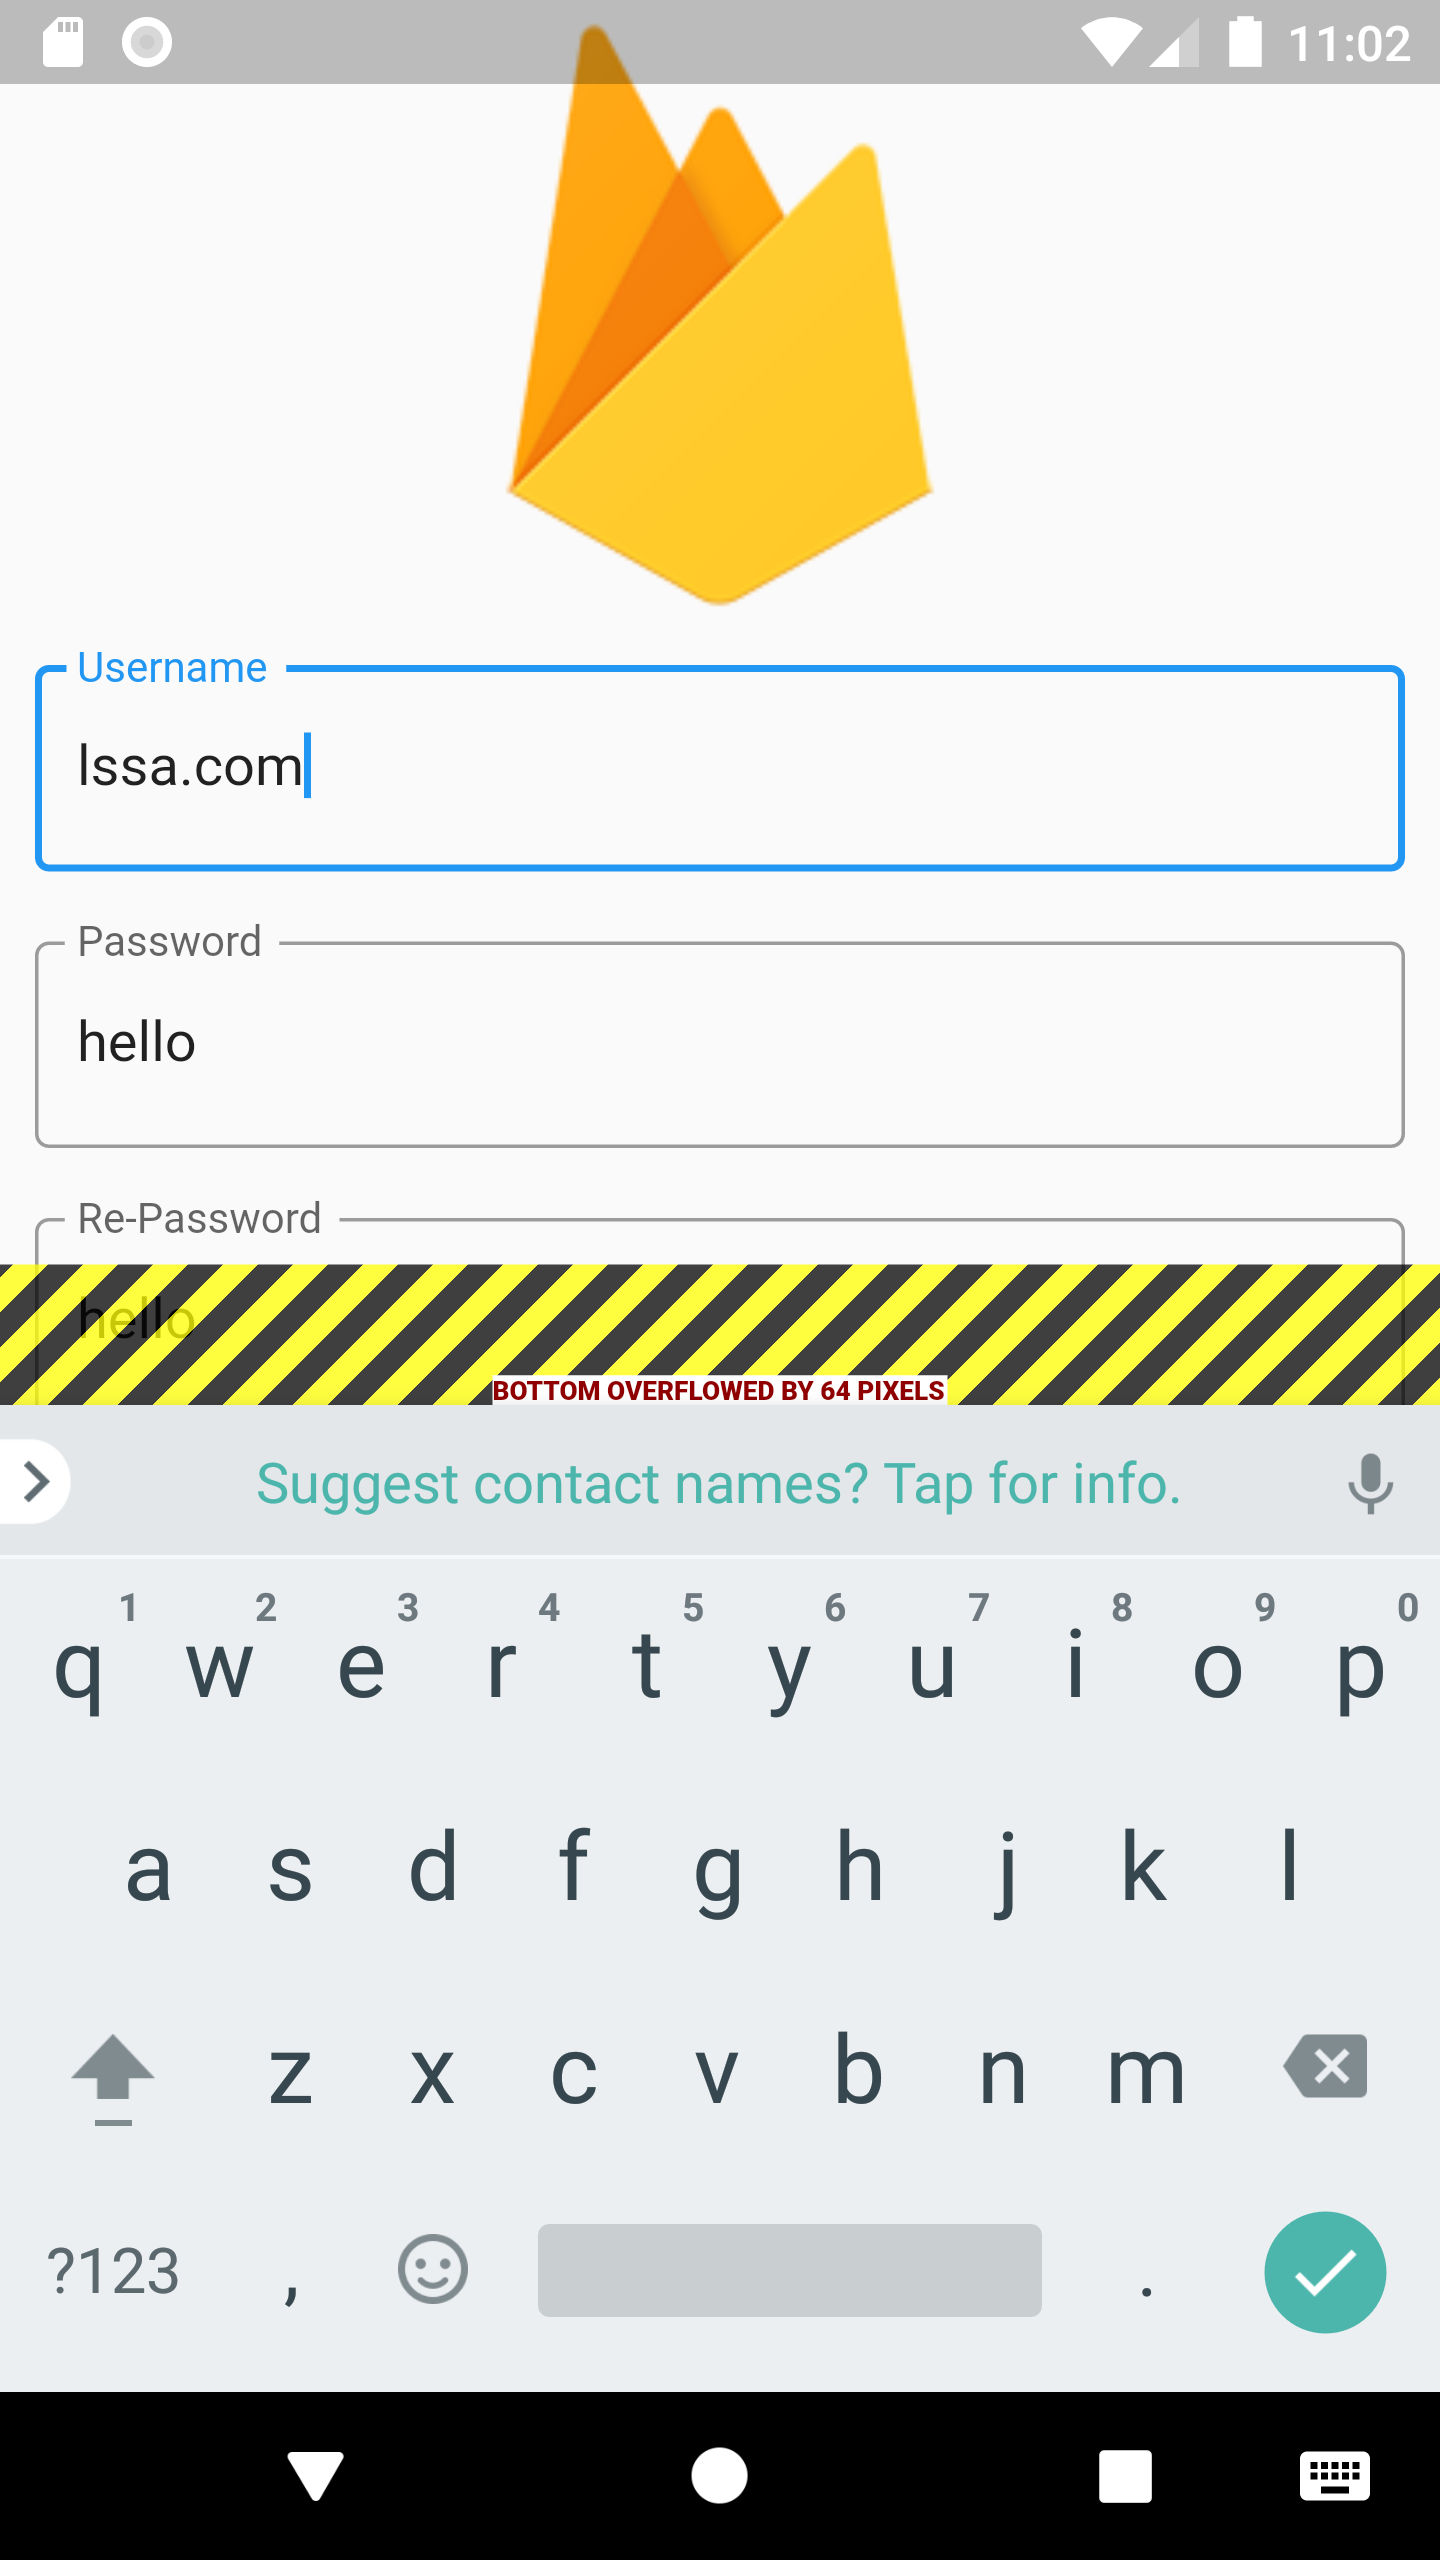 11:02
Username
lssa.com
Password
hello
Re-Password
hello
BOTTOM OVERFLOWED BY 64 PIXELS
Suggest contact names? Tap for info.
1 2 3 4 5 6 7 8 9 0
q w e r t y u i o p
a s d f g h j k l
z x c v b n m
?123 , .